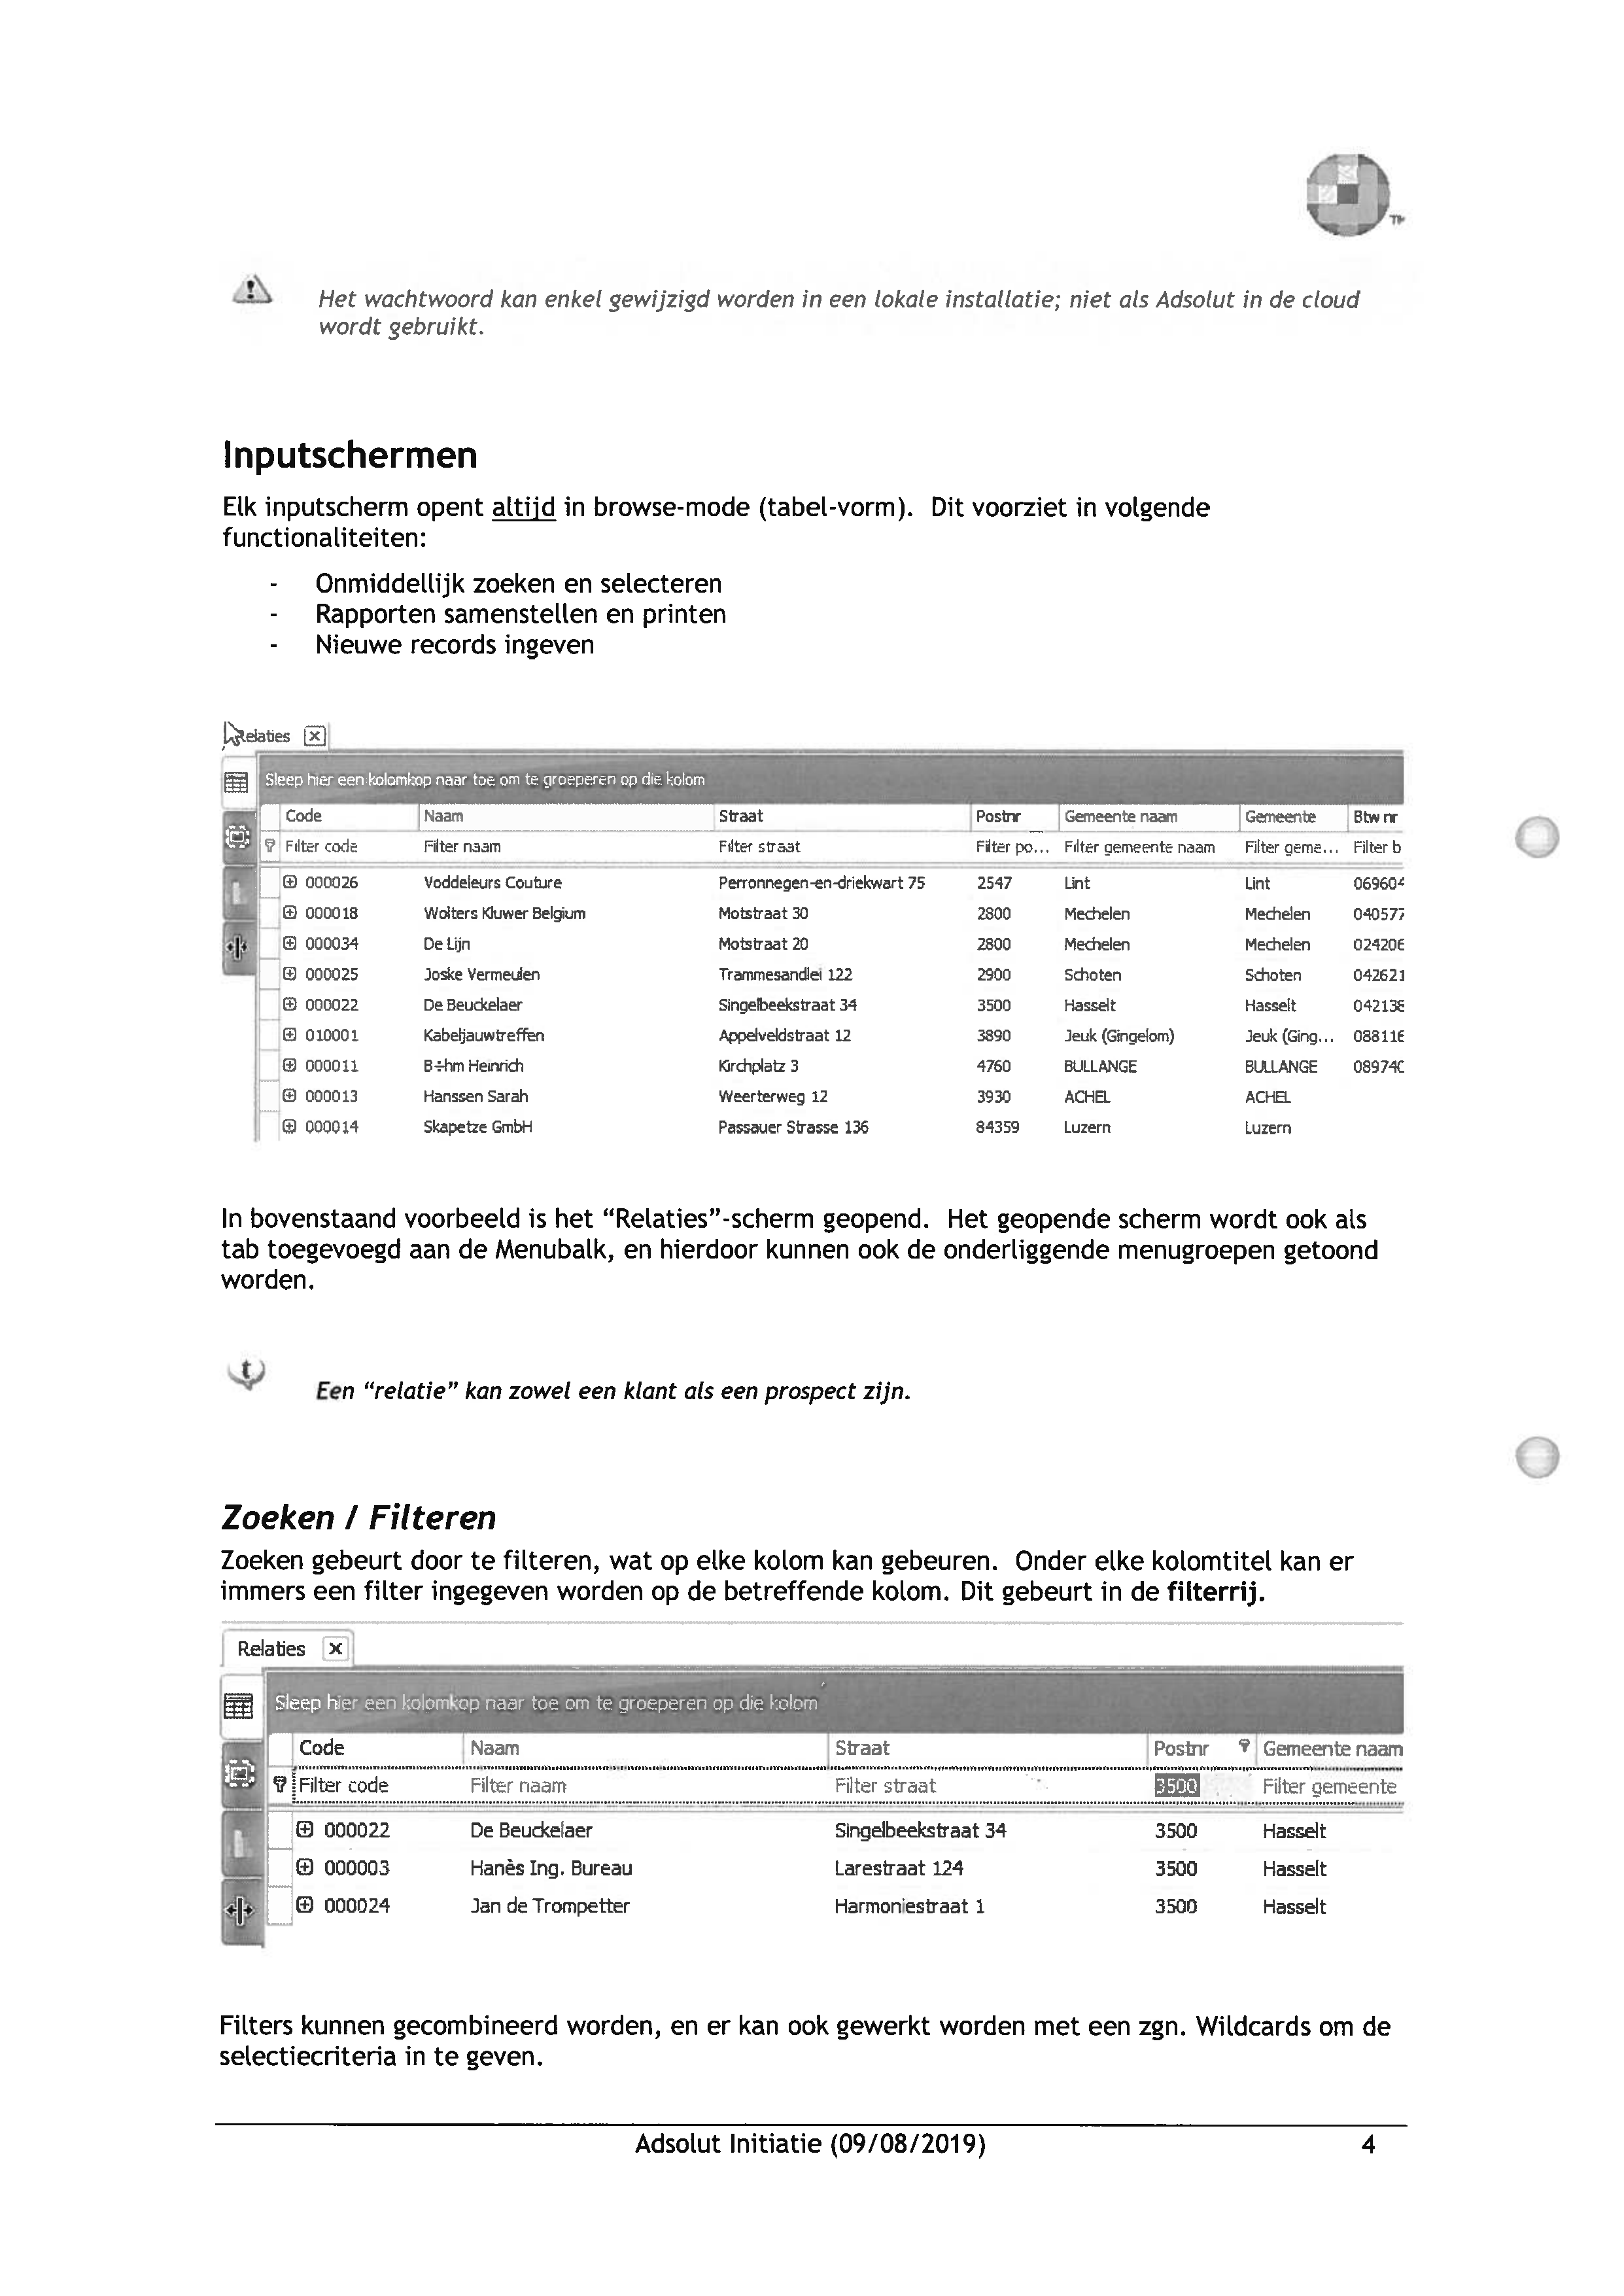 TM
Het wachtwoord kan enkel gewijzigd worden in een lokale installatie; niet als Adsolut in de cloud
wordt gebruikt.
Inputschermen
Elk inputscherm opent altijd in browse-mode (tabel-vorm). Dit voorziet in volgende
functionaliteiten:
- Onmiddellijk zoeken en selecteren
- Rapporten samenstellen en printen
- Nieuwe records ingeven
Relaties
Sleep hier een kolomkop naar toe om te groeperen op die kolom
Code Naam Straat Postnr Gemeente naam Gemeente Btw nr
Filter code Filter naam Filter straat Filter po... Filter gemeente naam Filter geme... Filter b
000026 Voddeleurs Couture Perronnegen-en-driekwart 75 2547 Lint Lint 069604
000018 Wolters Kluwer Belgium Motstraat 30 2800 Mechelen Mechelen 040577
000034 De Lijn Motstraat 20 2800 Mechelen Mechelen 024206
000025 Joske Vermeulen Trammesandlei 122 2900 Schoten Schoten 042621
000022 De Beuckelaer Singelbeekstraat 34 3500 Hasselt Hasselt 042138
010001 Kabeljauwtreffen Appelveldstraat 12 3890 Jeuk (Gingelom) Jeuk (Ging... 088116
000011 B÷hm Heinrich Kirchplatz 3 4760 BULLANGE BULLANGE 08974
000013 Hanssen Sarah Weerterweg 12 3930 ACHEL ACHEL
000014 Skapetze GmbH Passauer Strasse 136 84359 Luzern Luzern
In bovenstaand voorbeeld is het “Relaties”-scherm geopend. Het geopende scherm wordt ook als
tab toegevoegd aan de Menubalk, en hierdoor kunnen ook de onderliggende menugroepen getoond
worden.
Een “relatie” kan zowel een klant als een prospect zijn.
Zoeken / Filteren
Zoeken gebeurt door te filteren, wat op elke kolom kan gebeuren. Onder elke kolomtitel kan er
immers een filter ingegeven worden op de betreffende kolom. Dit gebeurt in de filterrij.
Relaties
Sleep hier een kolomkop naar toe om te groeperen op die kolom
Code Naam Straat Postnr Gemeente naam
Filter code Filter naam Filter straat 3500 Filter gemeente
000022 De Beuckelaer Singelbeekstraat 34 3500 Hasselt
000003 Hanès Ing. Bureau Larestraat 124 3500 Hasselt
000024 Jan de Trompetter Harmoniestraat 1 3500 Hasselt
Filters kunnen gecombineerd worden, en er kan ook gewerkt worden met een zgn. Wildcards om de
selectiecriteria in te geven.
Adsolut Initiatie (09/08/2019) 4